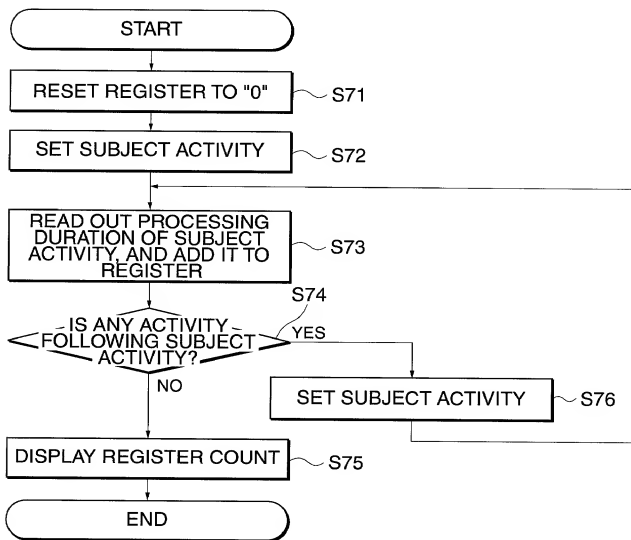 START
RESET REGISTER TO "0"
S71
SET SUBJECT ACTIVITY
S72
READ OUT PROCESSING
DURATION OF SUBJECT
ACTIVITY, AND ADD IT TO
REGISTER
S73
S74
IS ANY ACTIVITY
FOLLOWING SUBJECT
ACTIVITY?
YES
NO
SET SUBJECT ACTIVITY
S76
DISPLAY REGISTER COUNT
S75
END